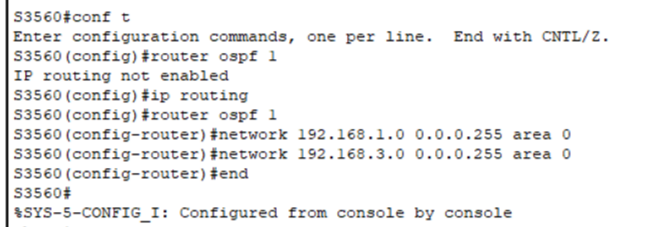 S3560#conf t
Enter configuration commands, one per line.  End with CNTL/Z.
S3560(config)#router ospf 1
IP routing not enabled
S3560(config)#ip routing
S3560(config)#router ospf 1
S3560(config-router)#network 192.168.1.0 0.0.0.255 area 0
S3560(config-router)#network 192.168.3.0 0.0.0.255 area 0
S3560(config-router)#end
S3560#
%SYS-5-CONFIG_I: Configured from console by console